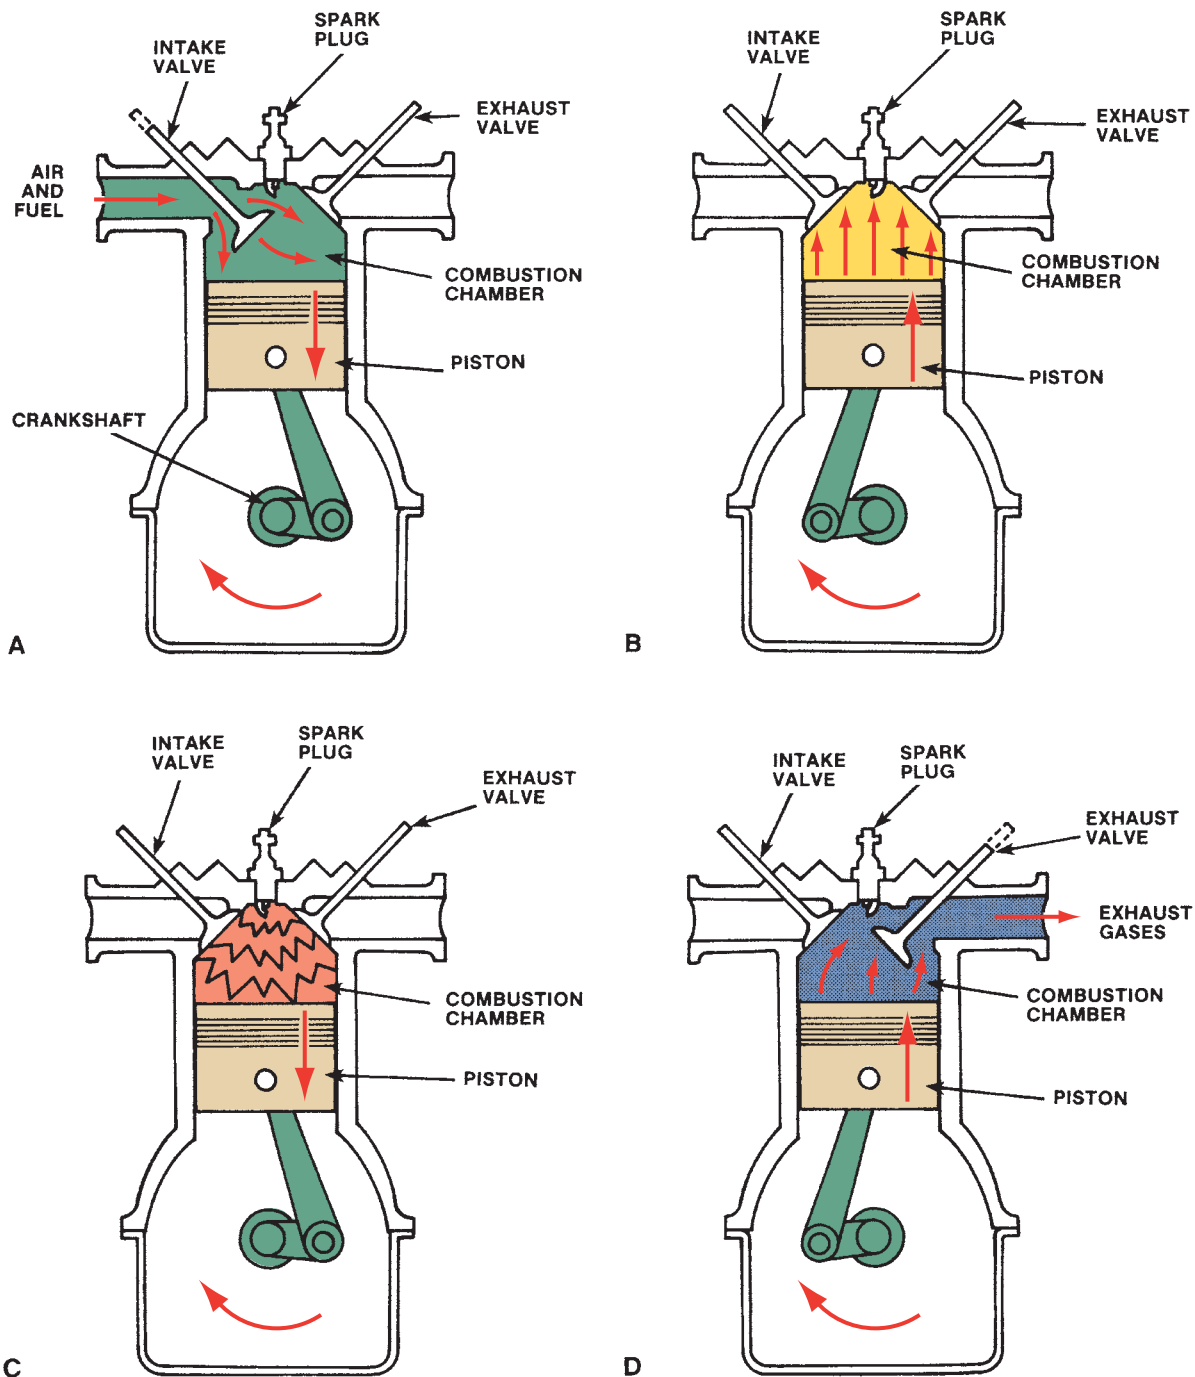 SPARK
PLUG
INTAKE
VALVE
EXHAUST
VALVE
AIR
AND
FUEL
COMBUSTION
CHAMBER
PISTON
CRANKSHAFT
A
SPARK
PLUG
INTAKE
VALVE
EXHAUST
VALVE
COMBUSTION
CHAMBER
PISTON
B
SPARK
PLUG
INTAKE
VALVE
EXHAUST
VALVE
COMBUSTION
CHAMBER
PISTON
C
SPARK
PLUG
INTAKE
VALVE
EXHAUST
VALVE
EXHAUST
GASES
COMBUSTION
CHAMBER
PISTON
D